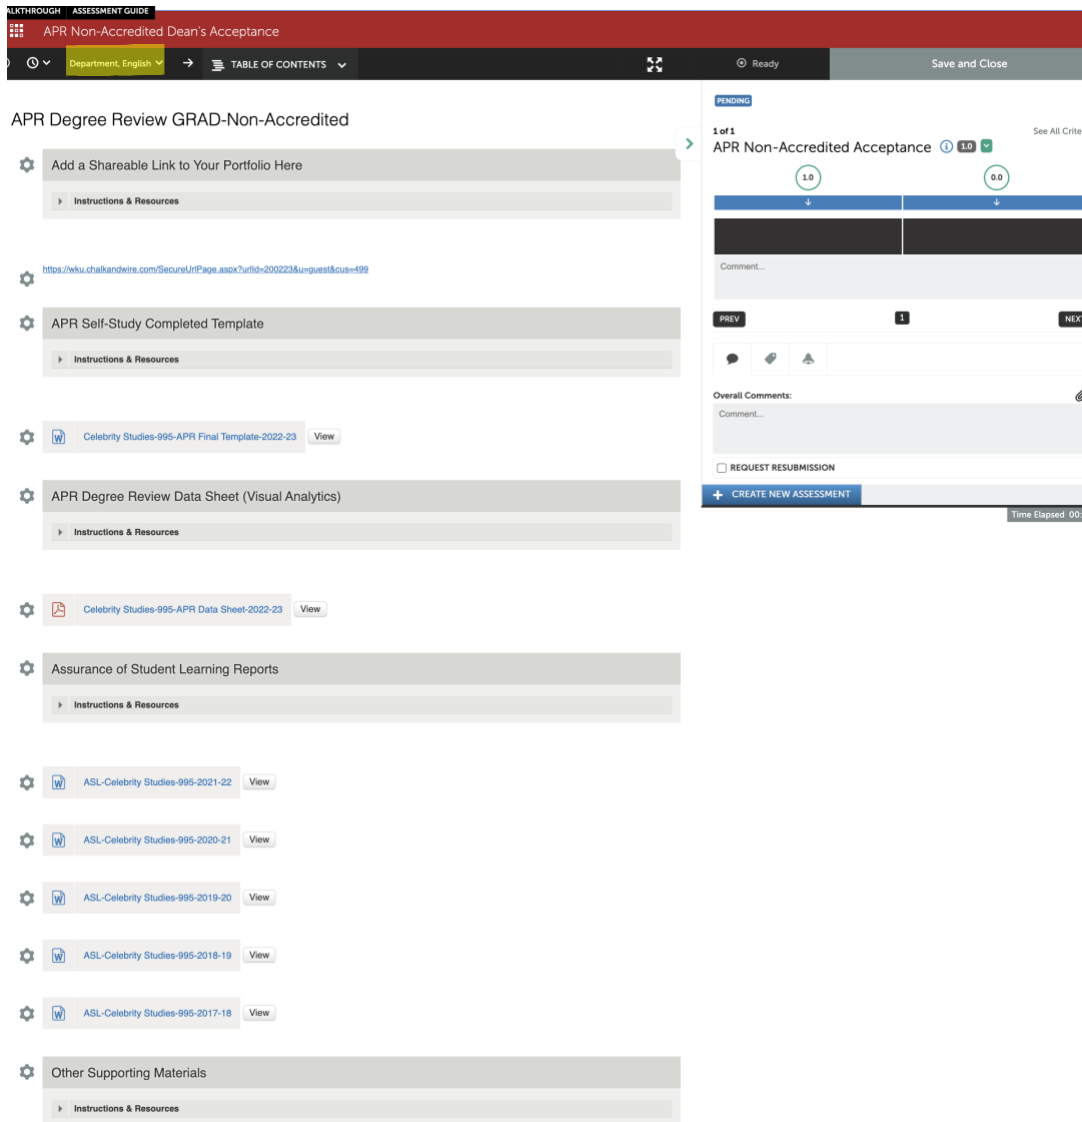 ALKTHROUGH ASSESSMENT GUIDE
APR Non-Accredited Dean's Acceptance
Department, English TABLE OF CONTENTS Ready Save and Close
APR Degree Review GRAD-Non-Accredited
Add a Shareable Link to Your Portfolio Here
Instructions & Resources
https://wku.chalkandwire.com/SecureUrlPage.aspx?urlId=200223&u=guest&cus=499
APR Self-Study Completed Template
Instructions & Resources
W Celebrity Studies-995-APR Final Template-2022-23 View
APR Degree Review Data Sheet (Visual Analytics)
Instructions & Resources
Celebrity Studies-995-APR Data Sheet-2022-23 View
Assurance of Student Learning Reports
Instructions & Resources
W ASL-Celebrity Studies-995-2021-22 View
W ASL-Celebrity Studies-995-2020-21 View
W ASL-Celebrity Studies-995-2019-20 View
W ASL-Celebrity Studies-995-2018-19 View
W ASL-Celebrity Studies-995-2017-18 View
Other Supporting Materials
Instructions & Resources
PENDING
1 of 1 See All Crite
APR Non-Accredited Acceptance i 1.0
1.0 0.0
Comment...
PREV 1 NEXT
Overall Comments:
Comment...
REQUEST RESUBMISSION
+ CREATE NEW ASSESSMENT
Time Elapsed 00: